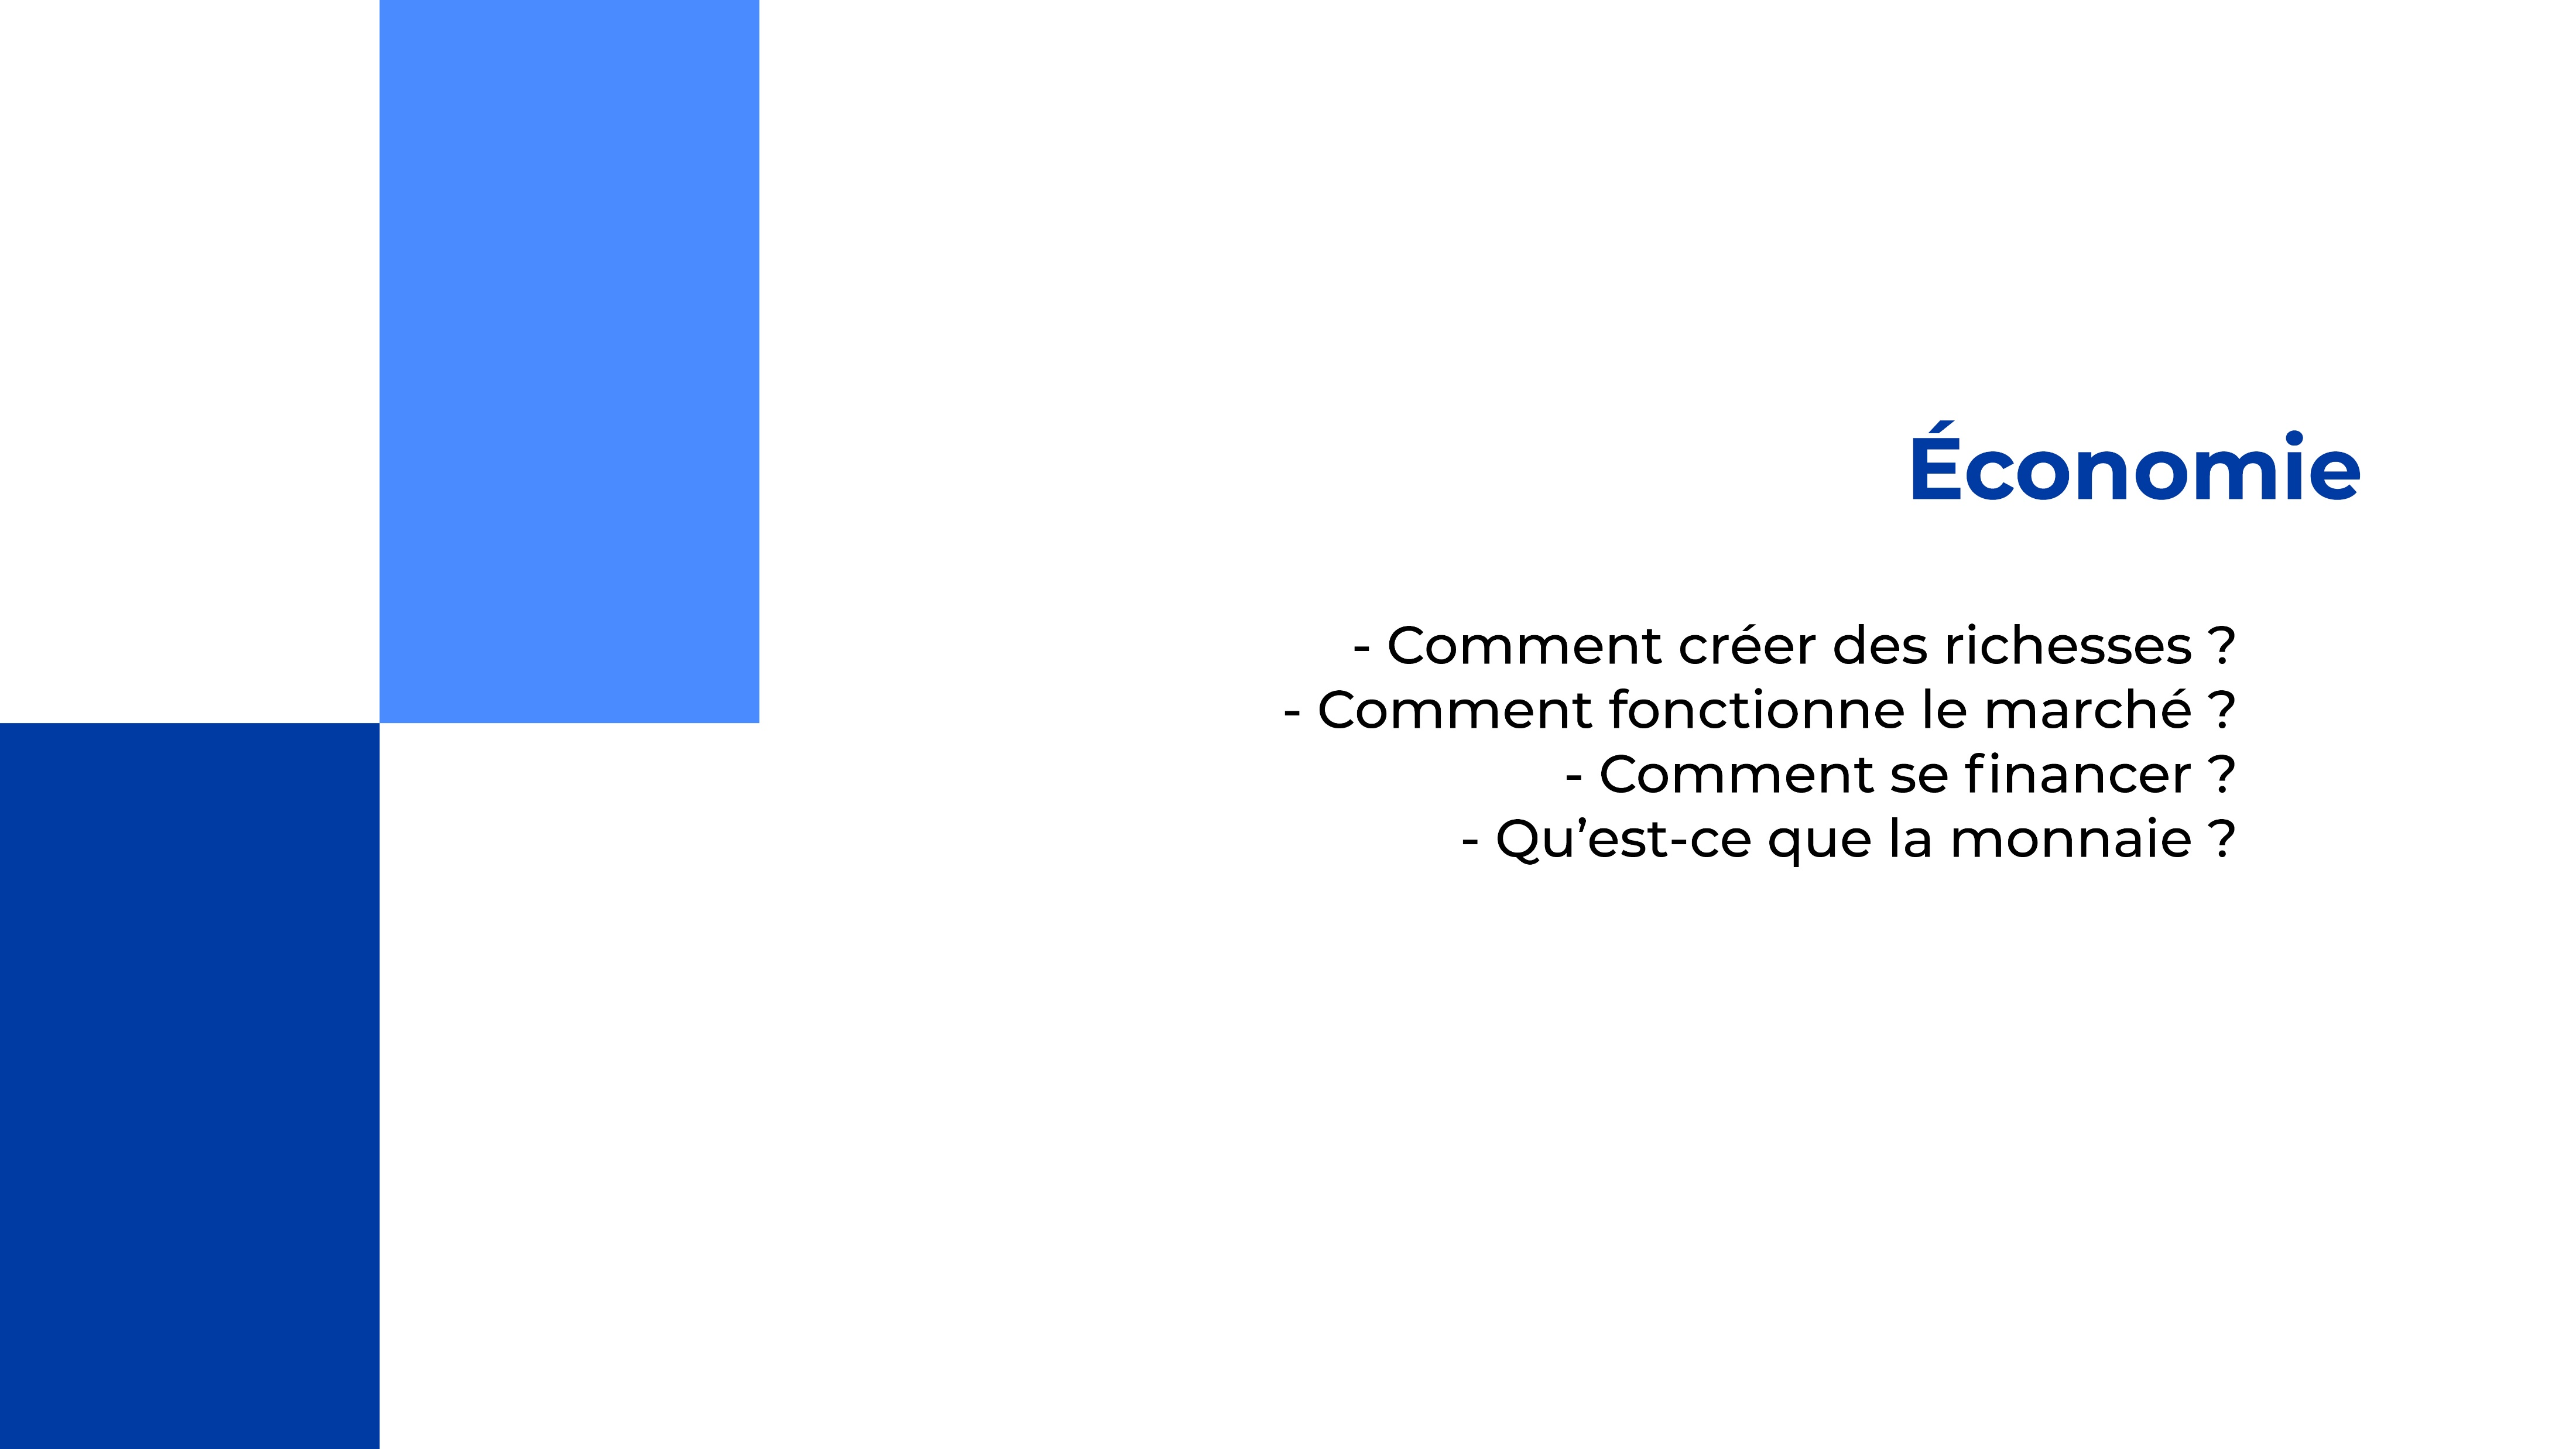 Économie
- Comment créer des richesses ?
- Comment fonctionne le marché ?
- Comment se financer ?
- Qu’est-ce que la monnaie ?